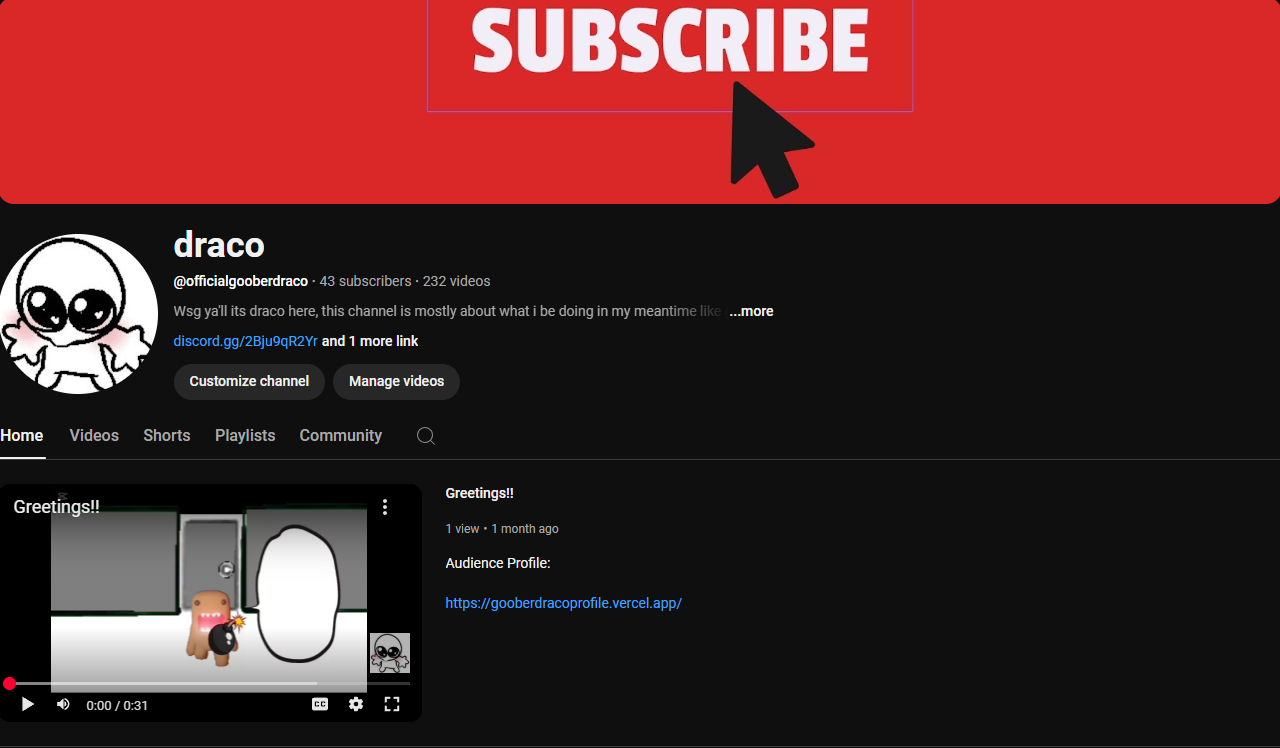 SUBSCRIBE
draco
@officialgooberdraco · 43 subscribers · 232 videos
Wsg ya'll its draco here, this channel is mostly about what i be doing in my meantime like ...more
discord.gg/2Bju9qR2Yr and 1 more link
Customize channel Manage videos
Home Videos Shorts Playlists Community
Greetings!!
0:00 / 0:31
CC
Greetings!!
1 view • 1 month ago
Audience Profile:
https://gooberdracoprofile.vercel.app/